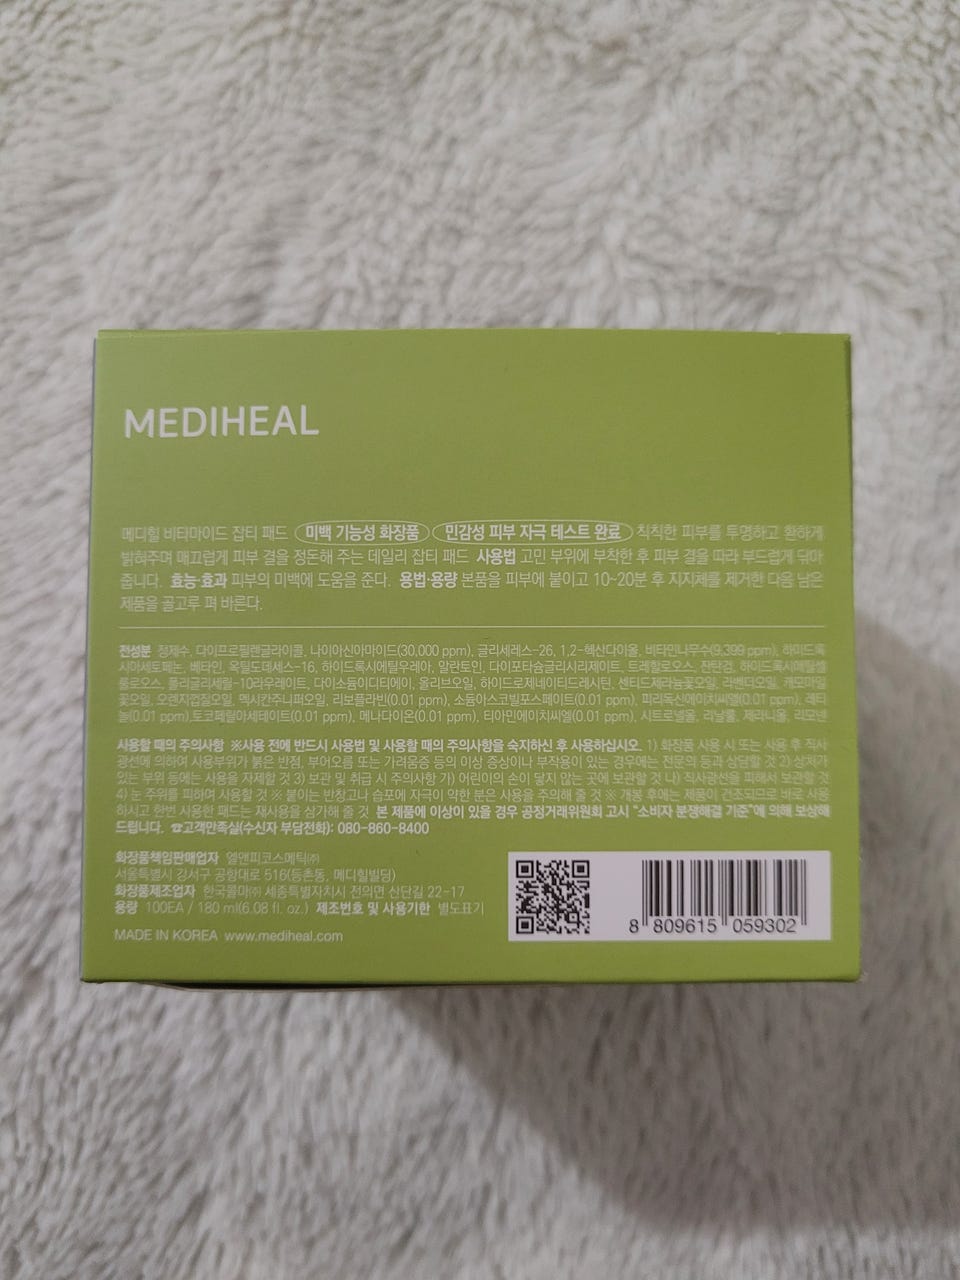 MEDIHEAL
메디힐 비타마이드 잡티 패드 미백 기능성 화장품 민감성 피부 자극 테스트 완료 칙칙한 피부를 투명하고 환하게
밝혀주며 매끄럽게 피부 결을 정돈해 주는 데일리 잡티 패드 사용법 고민 부위에 부착한 후 피부 결을 따라 부드럽게 닦아
줍니다. 효능·효과 피부의 미백에 도움을 준다. 용법·용량 본품을 피부에 붙이고 10~20분 후 지지체를 제거한 다음 남은
제품을 골고루 펴 바른다.
전성분 정제수, 다이프로필렌글라이콜, 나이아신아마이드(30,000 ppm), 글리세레스-26, 1,2-헥산다이올, 비타민나무수(9,399 ppm), 하이드록
시아세토페논, 베타인, 옥틸도데세스-16, 하이드록시에틸우레아, 알란토인, 다이포타슘글리시리제이트, 트레할로오스, 잔탄검, 하이드록시에틸셀
룰로오스, 폴리글리세릴-10라우레이트, 다이소듐이디티에이, 올리브오일, 하이드로제네이티드레시틴, 센티드제라늄꽃오일, 라벤더오일, 캐모마일
꽃오일, 오렌지껍질오일, 멕시칸주니퍼오일, 리보플라빈(0.01 ppm), 소듐아스코빌포스페이트(0.01 ppm), 피리독신에이치씨엘(0.01 ppm), 레티
놀(0.01 ppm),토코페릴아세테이트(0.01 ppm), 메나다이온(0.01 ppm), 티아민에이치씨엘(0.01 ppm), 시트로넬올, 리날룰, 제라니올, 리모넨
사용할 때의 주의사항 ※사용 전에 반드시 사용법 및 사용할 때의 주의사항을 숙지하신 후 사용하십시오. 1) 화장품 사용 시 또는 사용 후 직사
광선에 의하여 사용부위가 붉은 반점, 부어오름 또는 가려움증 등의 이상 증상이나 부작용이 있는 경우에는 전문의 등과 상담할 것 2) 상처가
있는 부위 등에는 사용을 자제할 것 3) 보관 및 취급 시 주의사항 가) 어린이의 손이 닿지 않는 곳에 보관할 것 나) 직사광선을 피해서 보관할 것
4) 눈 주위를 피하여 사용할 것 ※ 붙이는 반창고나 습포에 자극이 약한 분은 사용을 주의해 줄 것 ※ 개봉 후에는 제품이 건조되므로 바로 사용
하시고 한번 사용한 패드는 재사용을 삼가해 줄 것 본 제품에 이상이 있을 경우 공정거래위원회 고시 "소비자 분쟁해결 기준"에 의해 보상해
드립니다. ☎고객만족실(수신자 부담전화): 080-860-8400
화장품책임판매업자 엘앤피코스메틱㈜
서울특별시 강서구 공항대로 516(등촌동, 메디힐빌딩)
화장품제조업자 한국콜마㈜ 세종특별자치시 전의면 산단길 22-17
용량 100EA / 180 ml(6.08 fl. oz.) 제조번호 및 사용기한 별도표기
MADE IN KOREA www.mediheal.com
8 809615 059302